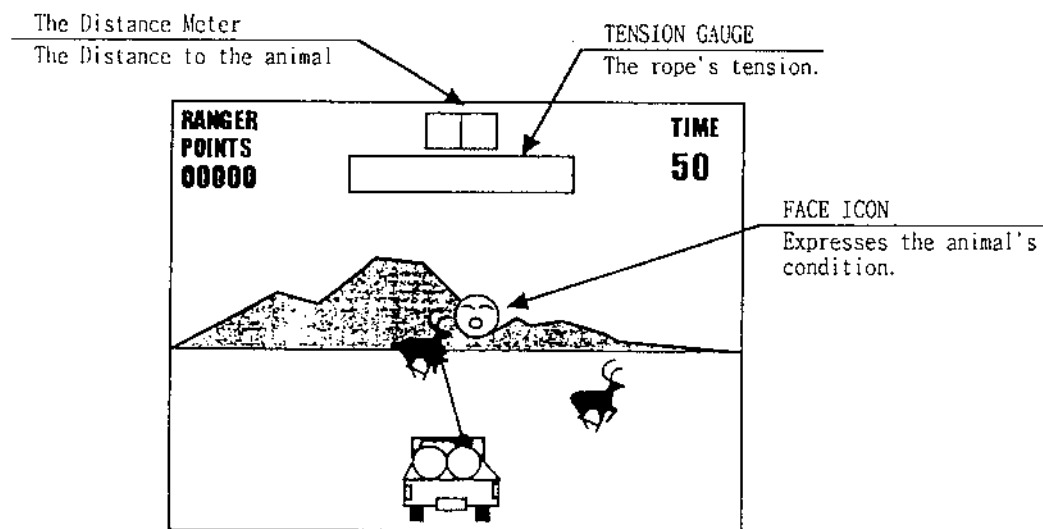 The Distance Meter
The Distance to the animal
TENSION GAUGE
The rope's tension.
RANGER
POINTS
00000
TIME
50
FACE ICON
Expresses the animal's
condition.